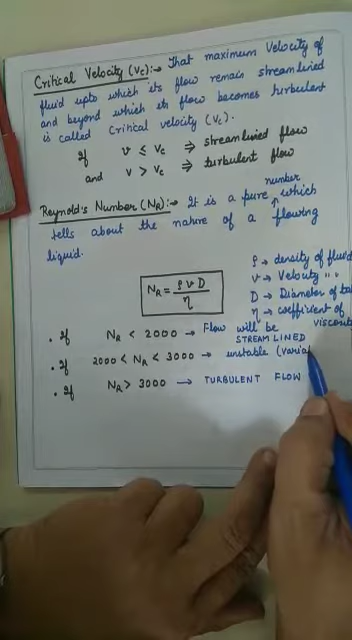 Critical Velocity (Vc):→ That maximum Velocity of
fluid upto which its flow remain streamlined
and beyond which its flow becomes turbulent
is called Critical velocity (Vc).
If v ≤ vc ⇒ streamlined flow
and v > vc ⇒ turbulent flow
Reynold's Number (NR):→ It is a pure number which
tells about the nature of a flowing
liquid.
NR = ρ v D / η
ρ → density of fluid
v → Velocity " "
D → Diameter of
η → coefficient of
. If NR < 2000 → Flow will be
STREAMLINED
. If 2000 < NR < 3000 → unstable
. If NR > 3000 → TURBULENT FLOW